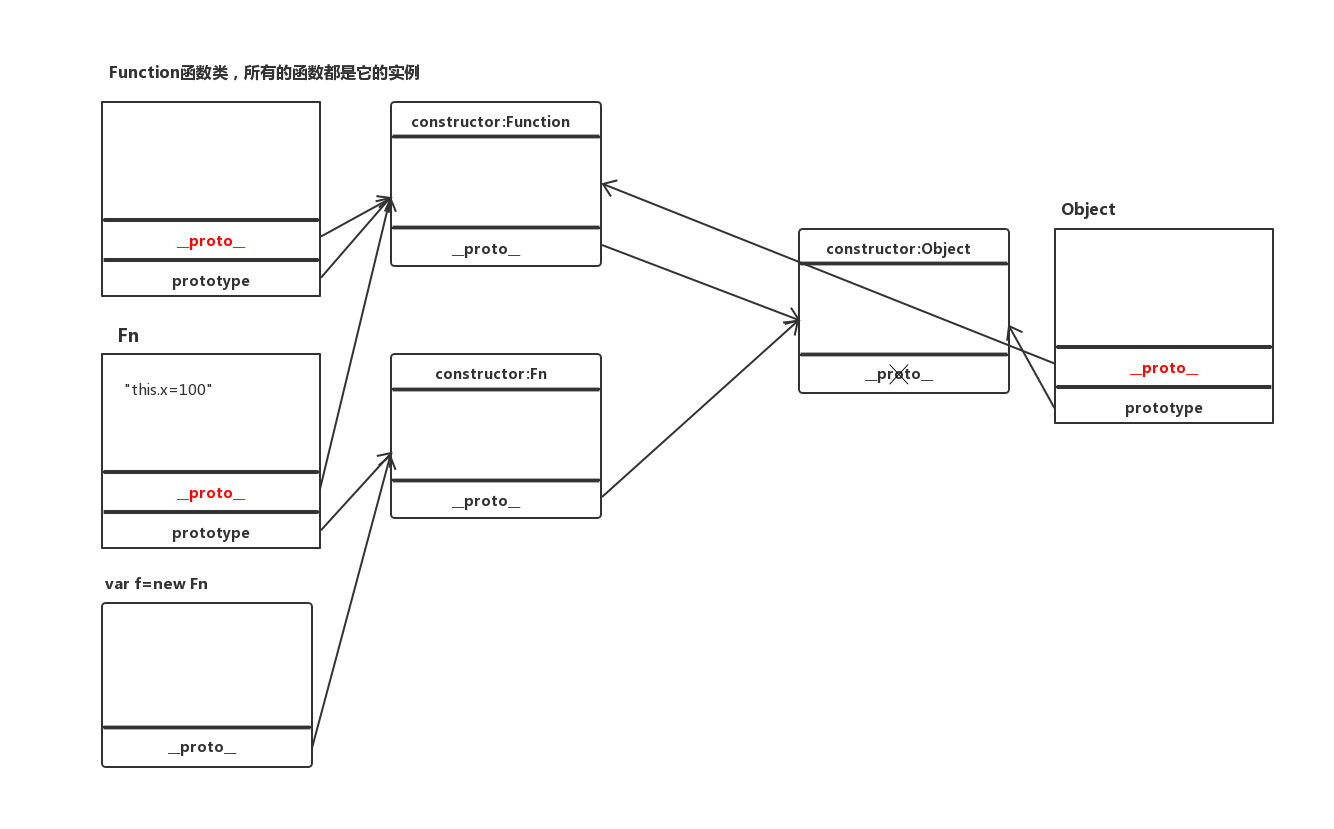 Function函数类，所有的函数都是它的实例
__proto__
prototype
constructor:Function
__proto__
Fn
"this.x=100"
__proto__
prototype
constructor:Fn
__proto__
var f=new Fn
__proto__
constructor:Object
__proto__
Object
__proto__
prototype